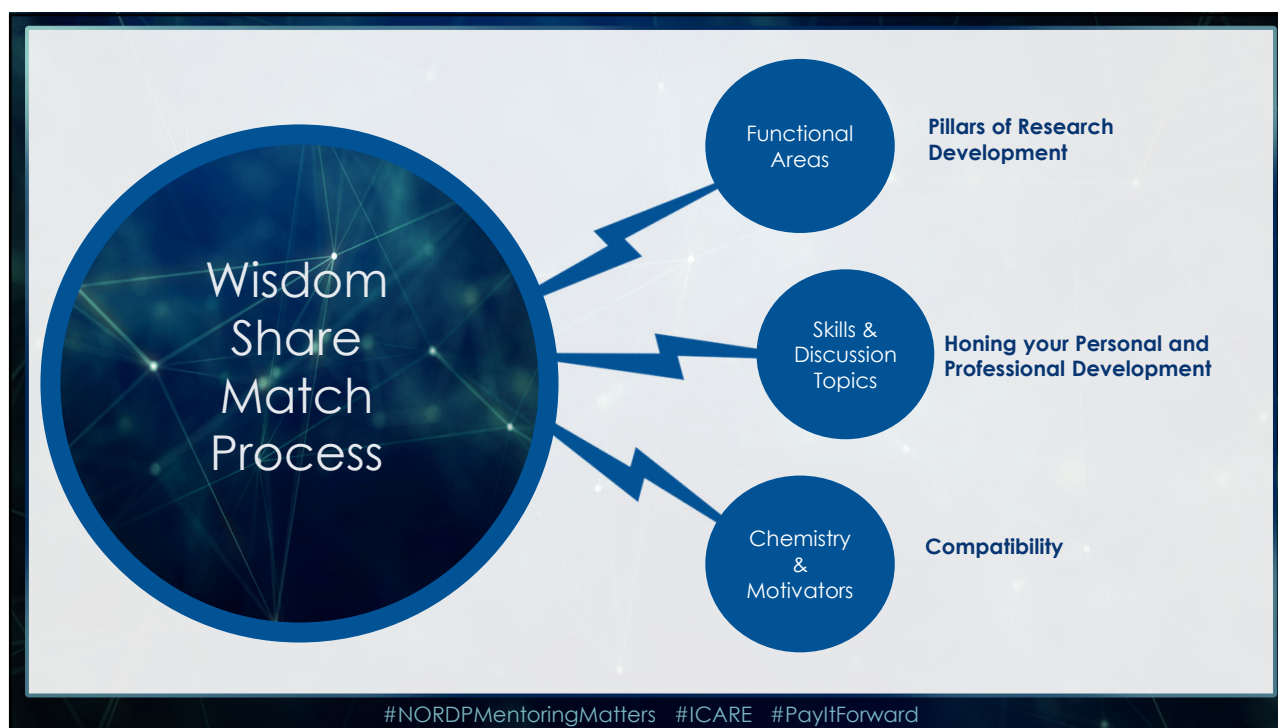 Wisdom
Share
Match
Process
Functional
Areas
Pillars of Research
Development
Skills &
Discussion
Topics
Honing your Personal and
Professional Development
Chemistry
&
Motivators
Compatibility
#NORDPMentoringMatters #ICARE #PayItForward